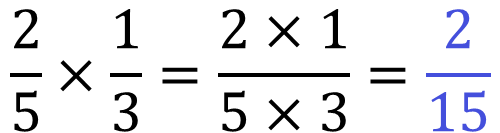 2/5 × 1/3 = (2 × 1)/(5 × 3) = 2/15